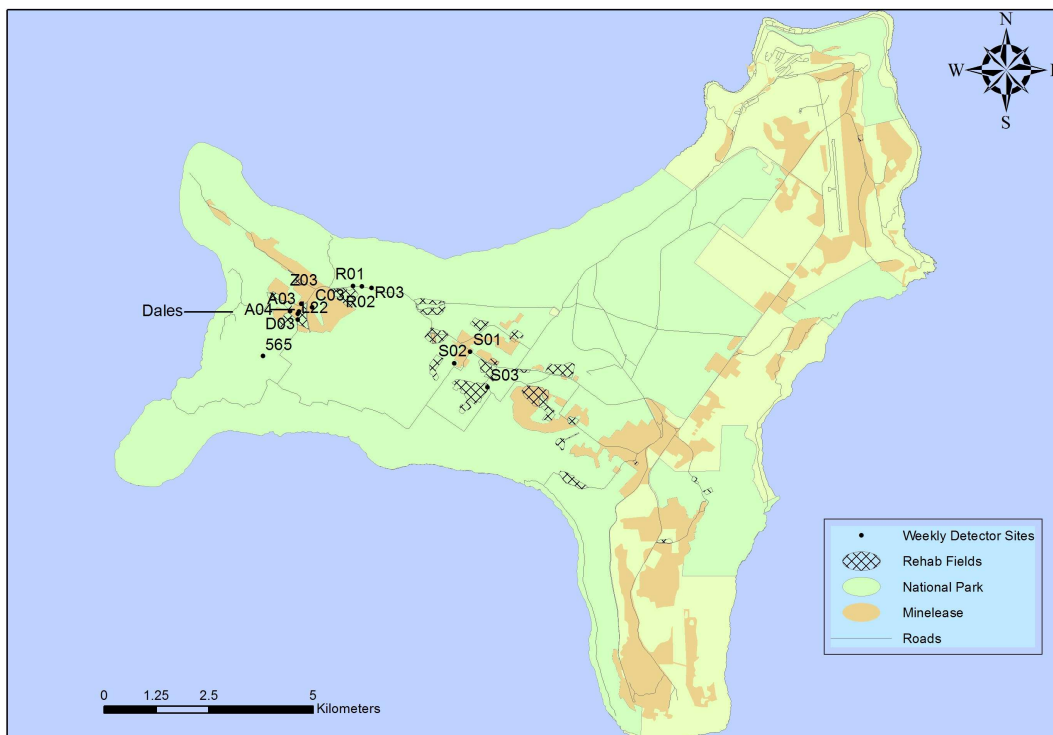 N
W
E
S
Z03
R01
R03
A03
C03
R02
A04
L22
Dales
D03
565
S01
S02
S03
Weekly Detector Sites
Rehab Fields
National Park
Minelease
Roads
0 1.25 2.5 5
Kilometers